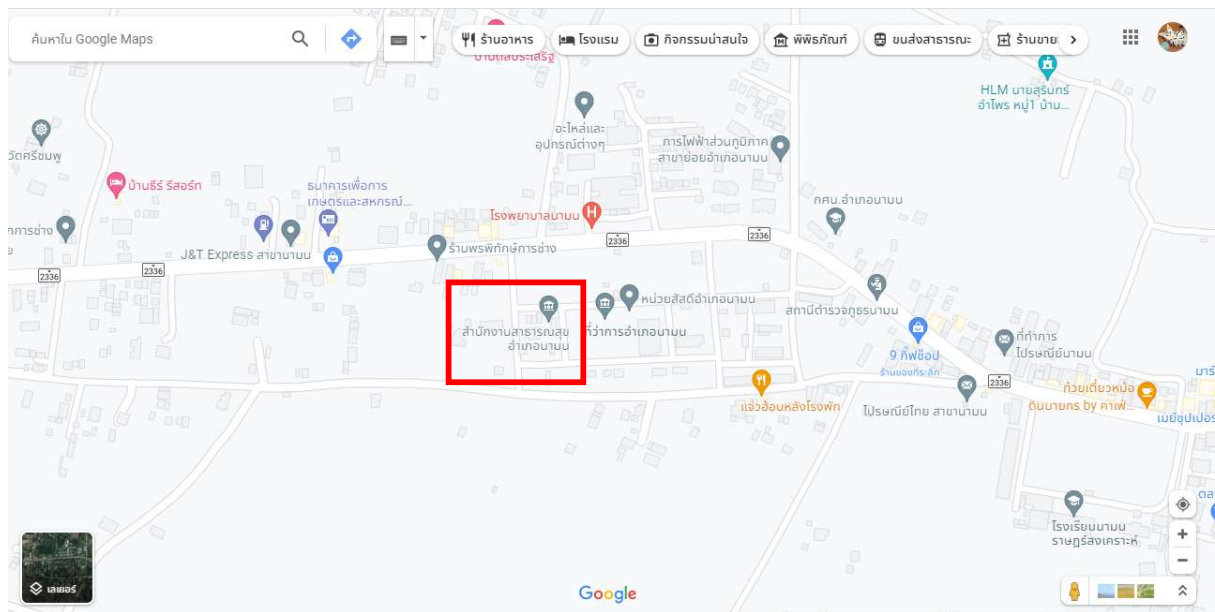 ค้นหาใน Google Maps
ร้านอาหาร
โรงแรม
กิจกรรมน่าสนใจ
พิพิธภัณฑ์
ขนส่งสาธารณะ
ร้านขาย
HLM นายสุรินทร์
อำไพร หมู่1 บ้าน...
อะไหล่และ
อุปกรณ์ต่างๆ
การไฟฟ้าส่วนภูมิภาค
สาขาย่อยอำเภอนามน
วัดศรีชมพู
บ้านธีร์ รีสอร์ท
ธนาคารเพื่อการ
เกษตรและสหกรณ์...
กศน.อำเภอนามน
โรงพยาบาลนามน
2336
2336
J&T Express สาขานามน
ร้านพรพิทักษ์การช่าง
2336
2336
หน่วยสัสดีอำเภอนามน
สถานีตำรวจภูธรนามน
สำนักงานสาธารณสุข
อำเภอนามน
ที่ว่าการอำเภอนามน
ที่ทำการ
ไปรษณีย์นามน
9 กิ๊ฟช็อป
ร้านของที่ระลึก
2336
แจ่วฮ้อนหลังโรงพัก
ไปรษณีย์ไทย สาขานามน
ก๋วยเตี๋ยวหม้อ
ดินนายกร by คาเฟ่...
โรงเรียนนามน
ราษฎร์สงเคราะห์
เลเยอร์
Google